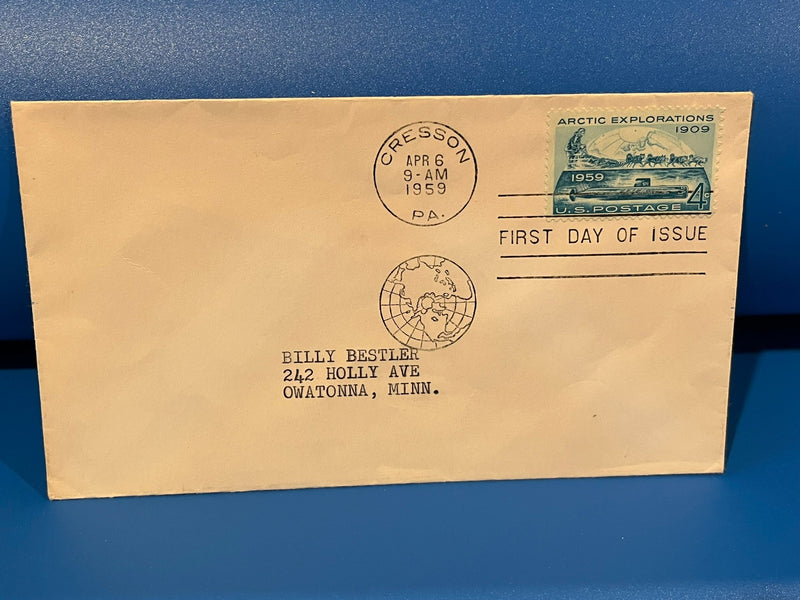 CRESSON
APR 6
9-AM
1959
PA.
ARCTIC EXPLORATIONS
1909
1959
4¢
U.S. POSTAGE
FIRST DAY OF ISSUE
BILLY BESTLER
242 HOLLY AVE
OWATONNA, MINN.